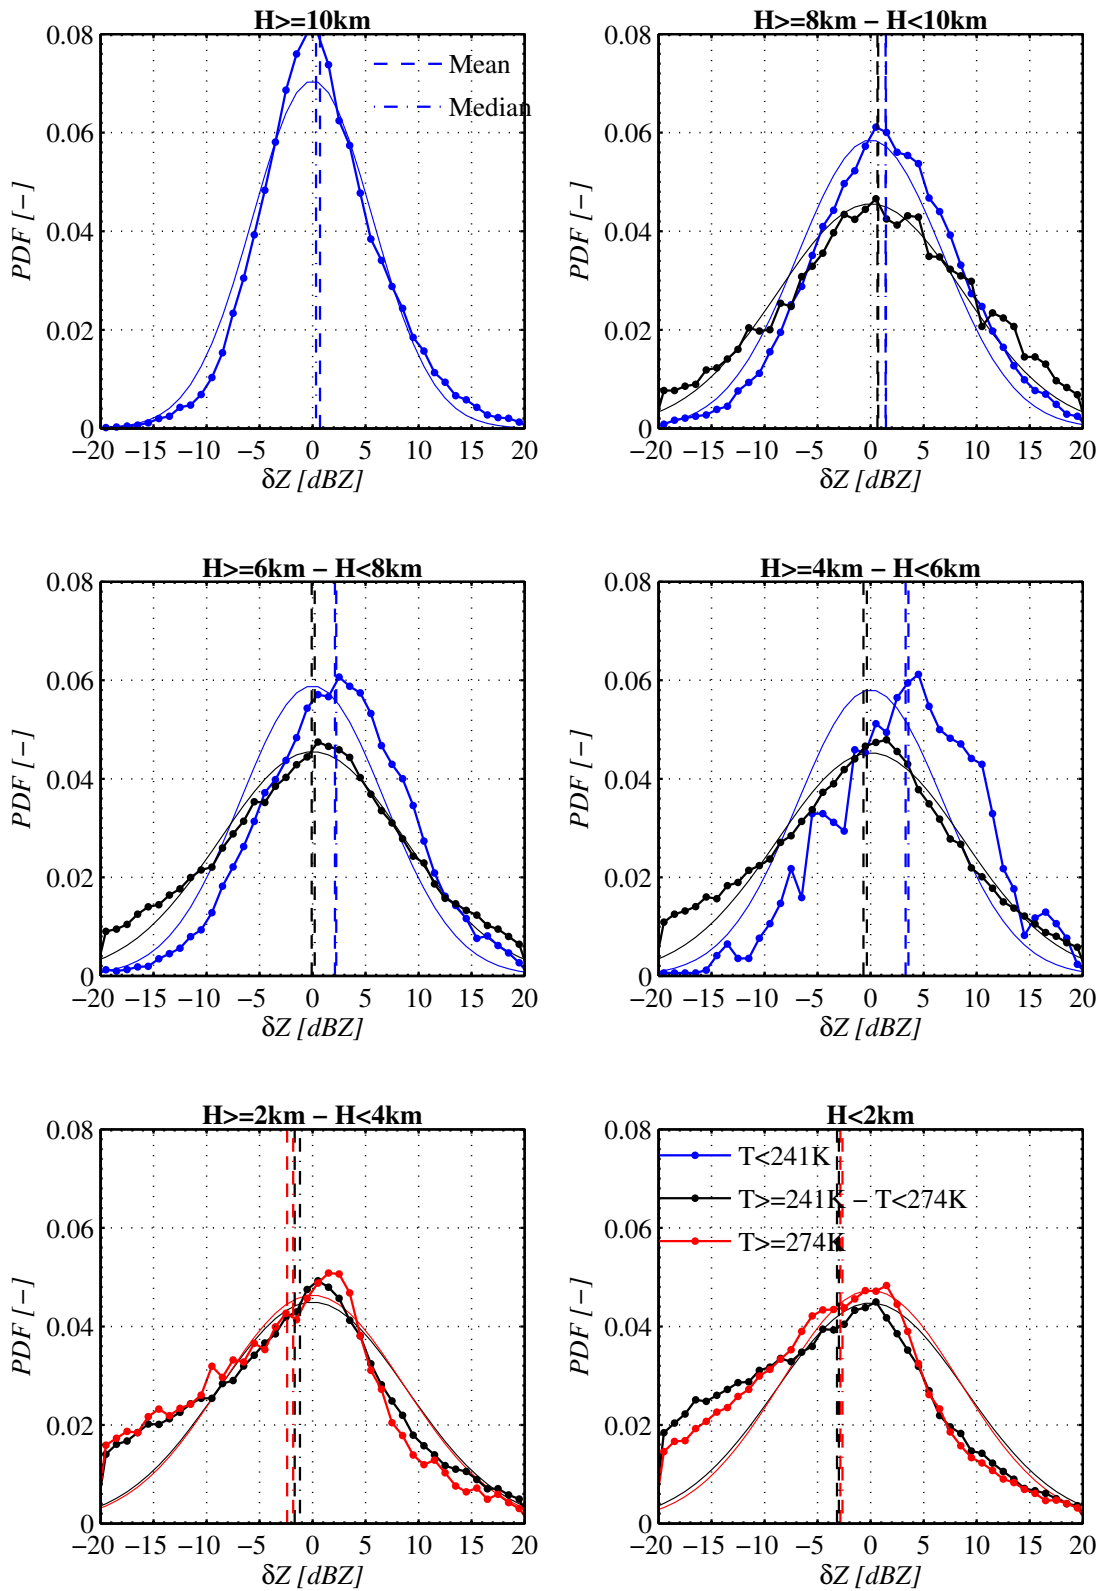 H>=10km
0.08
0.06
0.04
0.02
0
PDF [−]
−20 −15 −10 −5 0 5 10 15 20
δZ [dBZ]
Mean
Median
H>=8km − H<10km
0.08
0.06
0.04
0.02
0
PDF [−]
−20 −15 −10 −5 0 5 10 15 20
δZ [dBZ]
H>=6km − H<8km
0.08
0.06
0.04
0.02
0
PDF [−]
−20 −15 −10 −5 0 5 10 15 20
δZ [dBZ]
H>=4km − H<6km
0.08
0.06
0.04
0.02
0
PDF [−]
−20 −15 −10 −5 0 5 10 15 20
δZ [dBZ]
H>=2km − H<4km
0.08
0.06
0.04
0.02
0
PDF [−]
−20 −15 −10 −5 0 5 10 15 20
δZ [dBZ]
H<2km
0.08
0.06
0.04
0.02
0
PDF [−]
−20 −15 −10 −5 0 5 10 15 20
δZ [dBZ]
T<241K
T>=241K − T<274K
T>=274K